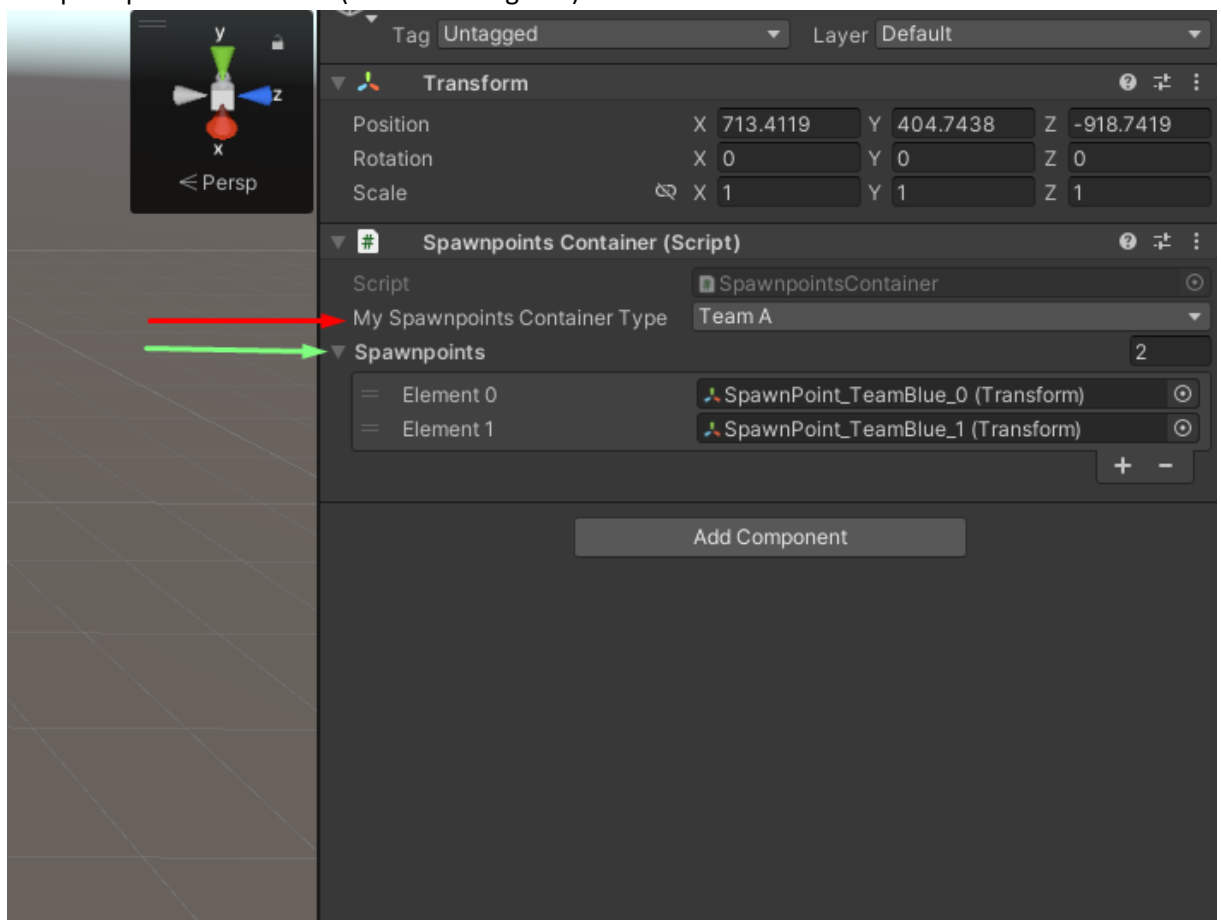 y
z
x
< Persp
Tag Untagged Layer Default
Transform
Position X 713.4119 Y 404.7438 Z -918.7419
Rotation X 0 Y 0 Z 0
Scale X 1 Y 1 Z 1
# Spawnpoints Container (Script)
Script SpawnpointsContainer
My Spawnpoints Container Type Team A
Spawnpoints 2
Element 0 SpawnPoint_TeamBlue_0 (Transform)
Element 1 SpawnPoint_TeamBlue_1 (Transform)
+ -
Add Component